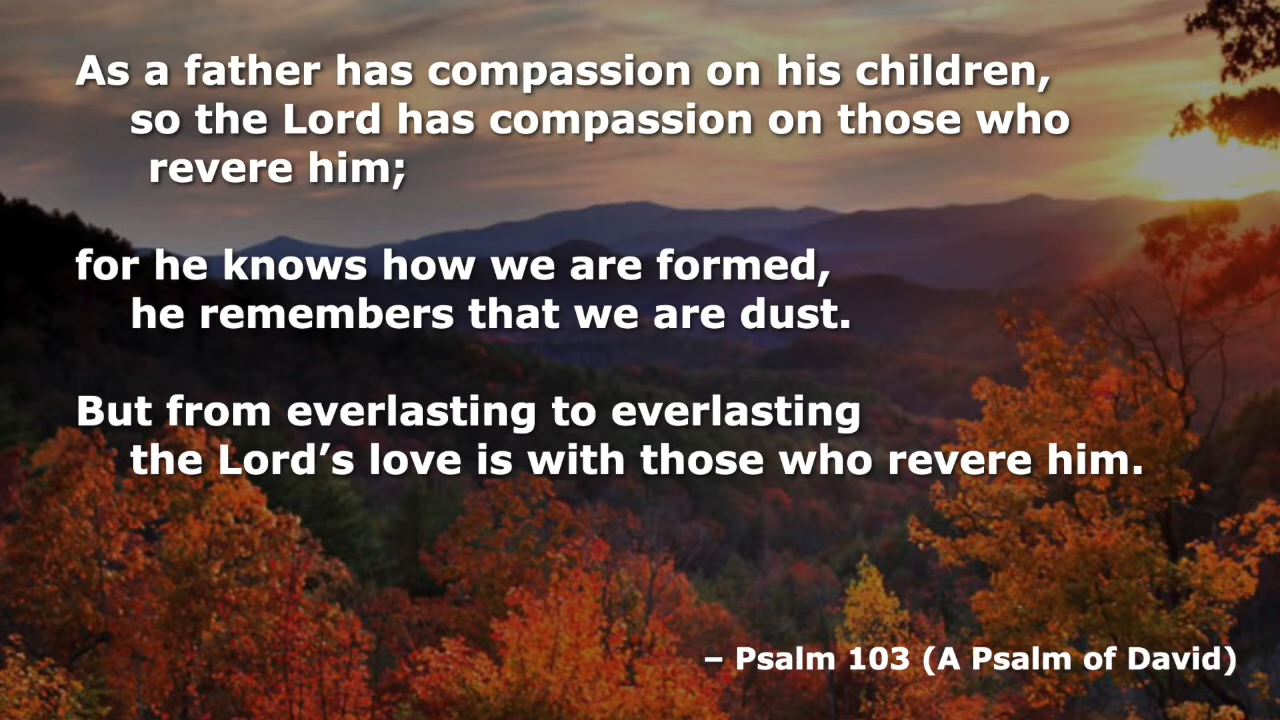 As a father has compassion on his children,
so the Lord has compassion on those who
revere him;
for he knows how we are formed,
he remembers that we are dust.
But from everlasting to everlasting
the Lord’s love is with those who revere him.
– Psalm 103 (A Psalm of David)